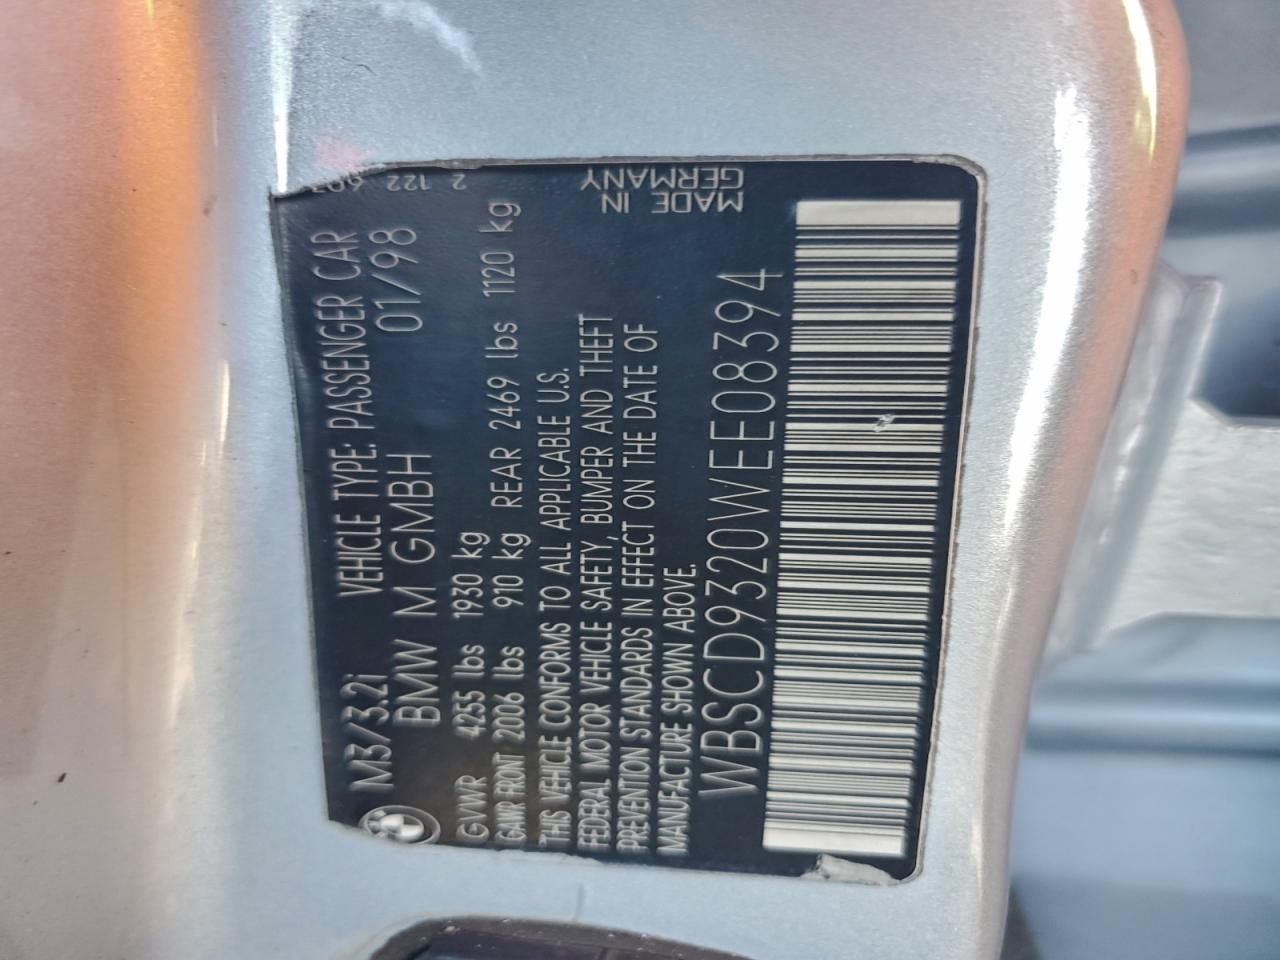 M3/3.2i VEHICLE TYPE: PASSENGER CAR
BMW M GMBH 01/98
GVWR 4255 lbs 1930 kg
GAWR FRONT 2006 lbs 910 kg REAR 2469 lbs 1120 kg
THIS VEHICLE CONFORMS TO ALL APPLICABLE U.S.
FEDERAL MOTOR VEHICLE SAFETY, BUMPER AND THEFT
PREVENTION STANDARDS IN EFFECT ON THE DATE OF
MANUFACTURE SHOWN ABOVE.
WBSCD9320WEE08394
MADE IN
GERMANY
2 122